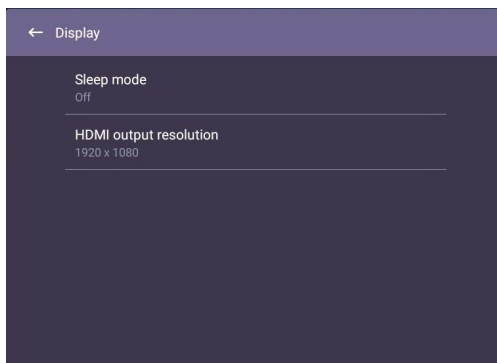 Display
Sleep mode
Off
HDMI output resolution
1920 x 1080